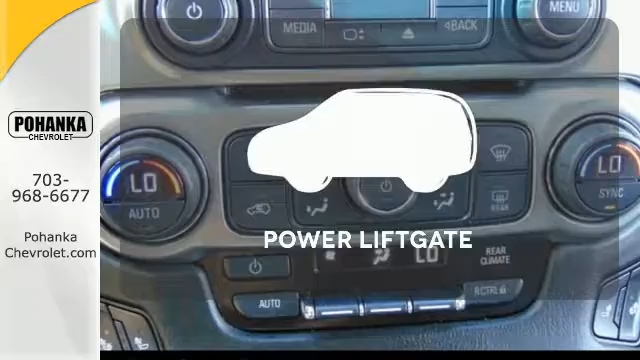 MEDIA
BACK
MENU
POHANKA
CHEVROLET
703-
968-6677
Pohanka
Chevrolet.com
LO
AUTO
LO
SYNC
REAR
POWER LIFTGATE
LO
REAR
CLIMATE
AUTO
RCTRL